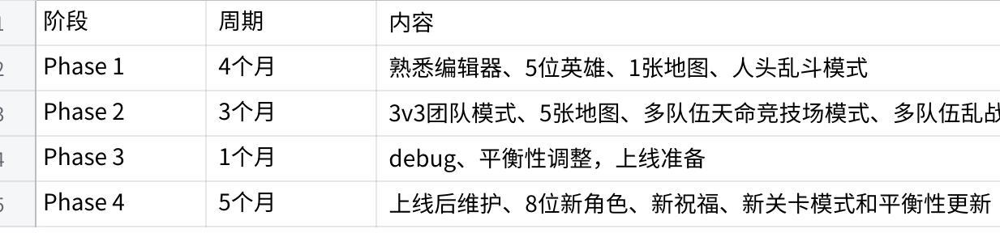 阶段 周期 内容
2 Phase 1 4个月 熟悉编辑器、5位英雄、1张地图、人头乱斗模式
3 Phase 2 3个月 3v3团队模式、5张地图、多队伍天命竞技场模式、多队伍乱战
Phase 3 1个月 debug、平衡性调整，上线准备
5 Phase 4 5个月 上线后维护、8位新角色、新祝福、新关卡模式和平衡性更新